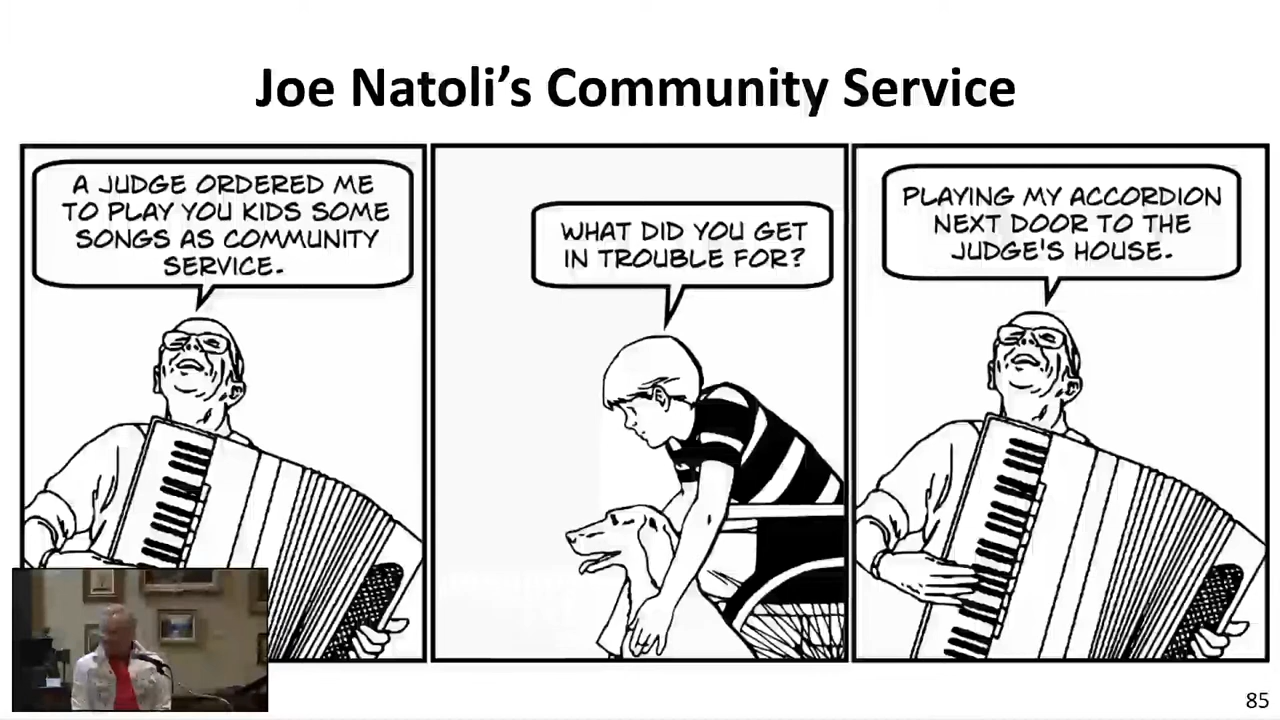 Joe Natoli’s Community Service
A JUDGE ORDERED ME
TO PLAY YOU KIDS SOME
SONGS AS COMMUNITY
SERVICE.
WHAT DID YOU GET
IN TROUBLE FOR?
PLAYING MY ACCORDION
NEXT DOOR TO THE
JUDGE'S HOUSE.
85